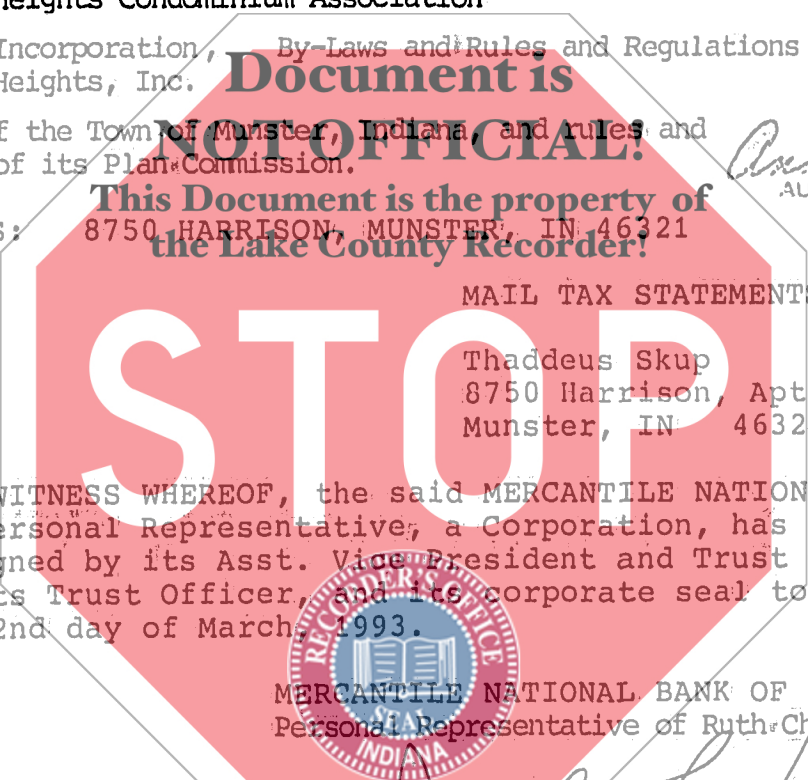 Heights Condominium Association
Incorporation, By-Laws and Rules and Regulations
Heights, Inc.
Document is
f the Town of Munster, Indiana, and rules and
NOT OFFICIAL!
of its Plan Commission.
This Document is the property of
AU
S: 8750 HARRISON, MUNSTER, IN 46321
the Lake County Recorder!
MAIL TAX STATEMENTS
STOP
Thaddeus Skup
8750 Harrison, Apt
Munster, IN 4632
WITNESS WHEREOF, the said MERCANTILE NATION
ersonal Representative, a Corporation, has
gned by its Asst. Vice President and Trust
ts Trust Officer, and its corporate seal to
2nd day of March, 1993.
RECORDER'S OFFICE
MERCANTILE NATIONAL BANK OF
SEAL
Personal Representative of Ruth Ch
INDIANA